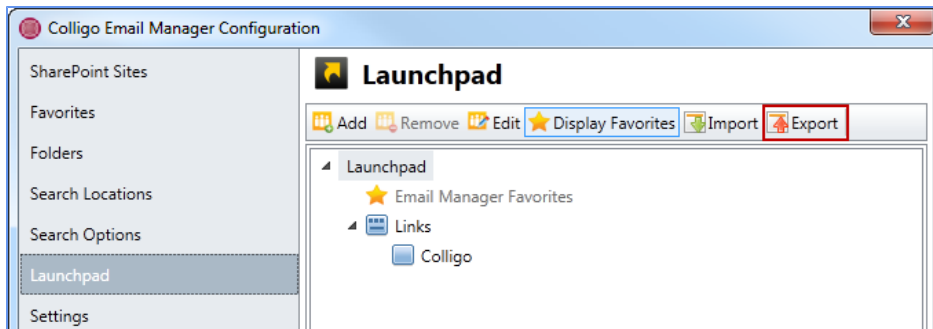 Colligo Email Manager Configuration
x
SharePoint Sites
Favorites
Folders
Search Locations
Search Options
Launchpad
Settings
Launchpad
Add Remove Edit Display Favorites Import Export
Launchpad
Email Manager Favorites
Links
Colligo